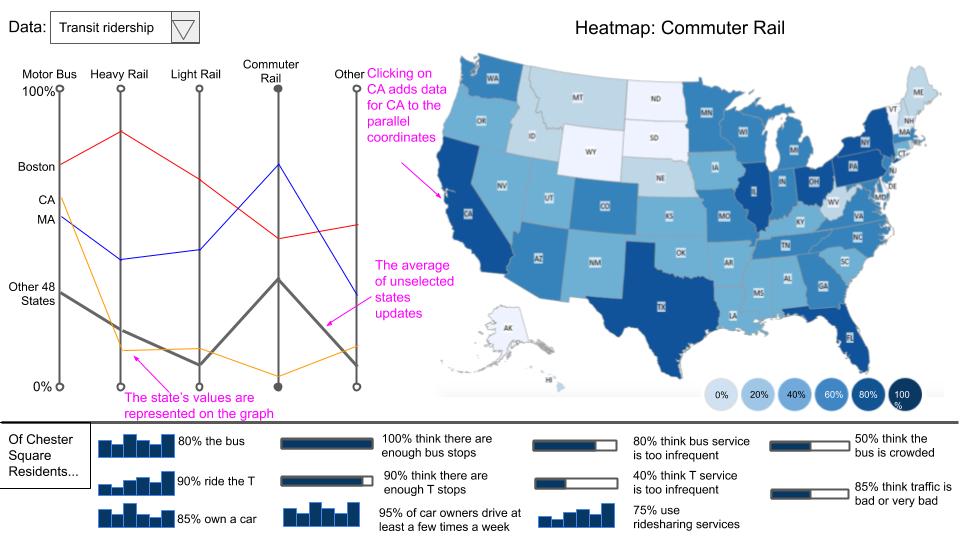 Data:
Transit ridership
Heatmap: Commuter Rail
Motor Bus
Heavy Rail
Light Rail
Commuter
Rail
Other
100%
Boston
CA
MA
Other 48
States
0%
Clicking on
CA adds data
for CA to the
parallel
coordinates
The average
of unselected
states
updates
The state's values are
represented on the graph
WA
MT
ND
MN
ME
VT
NH
OR
ID
SD
WI
MI
NY
MA
CT
WY
NE
IA
PA
NJ
NV
UT
CO
KS
MO
IL
IN
OH
WV
MD
DE
VA
KY
CA
AZ
NM
OK
AR
TN
NC
SC
TX
LA
MS
AL
GA
FL
AK
HI
0%
20%
40%
60%
80%
100
%
Of Chester
Square
Residents...
80% the bus
90% ride the T
85% own a car
100% think there are
enough bus stops
90% think there are
enough T stops
95% of car owners drive at
least a few times a week
80% think bus service
is too infrequent
40% think T service
is too infrequent
75% use
ridesharing services
50% think the
bus is crowded
85% think traffic is
bad or very bad